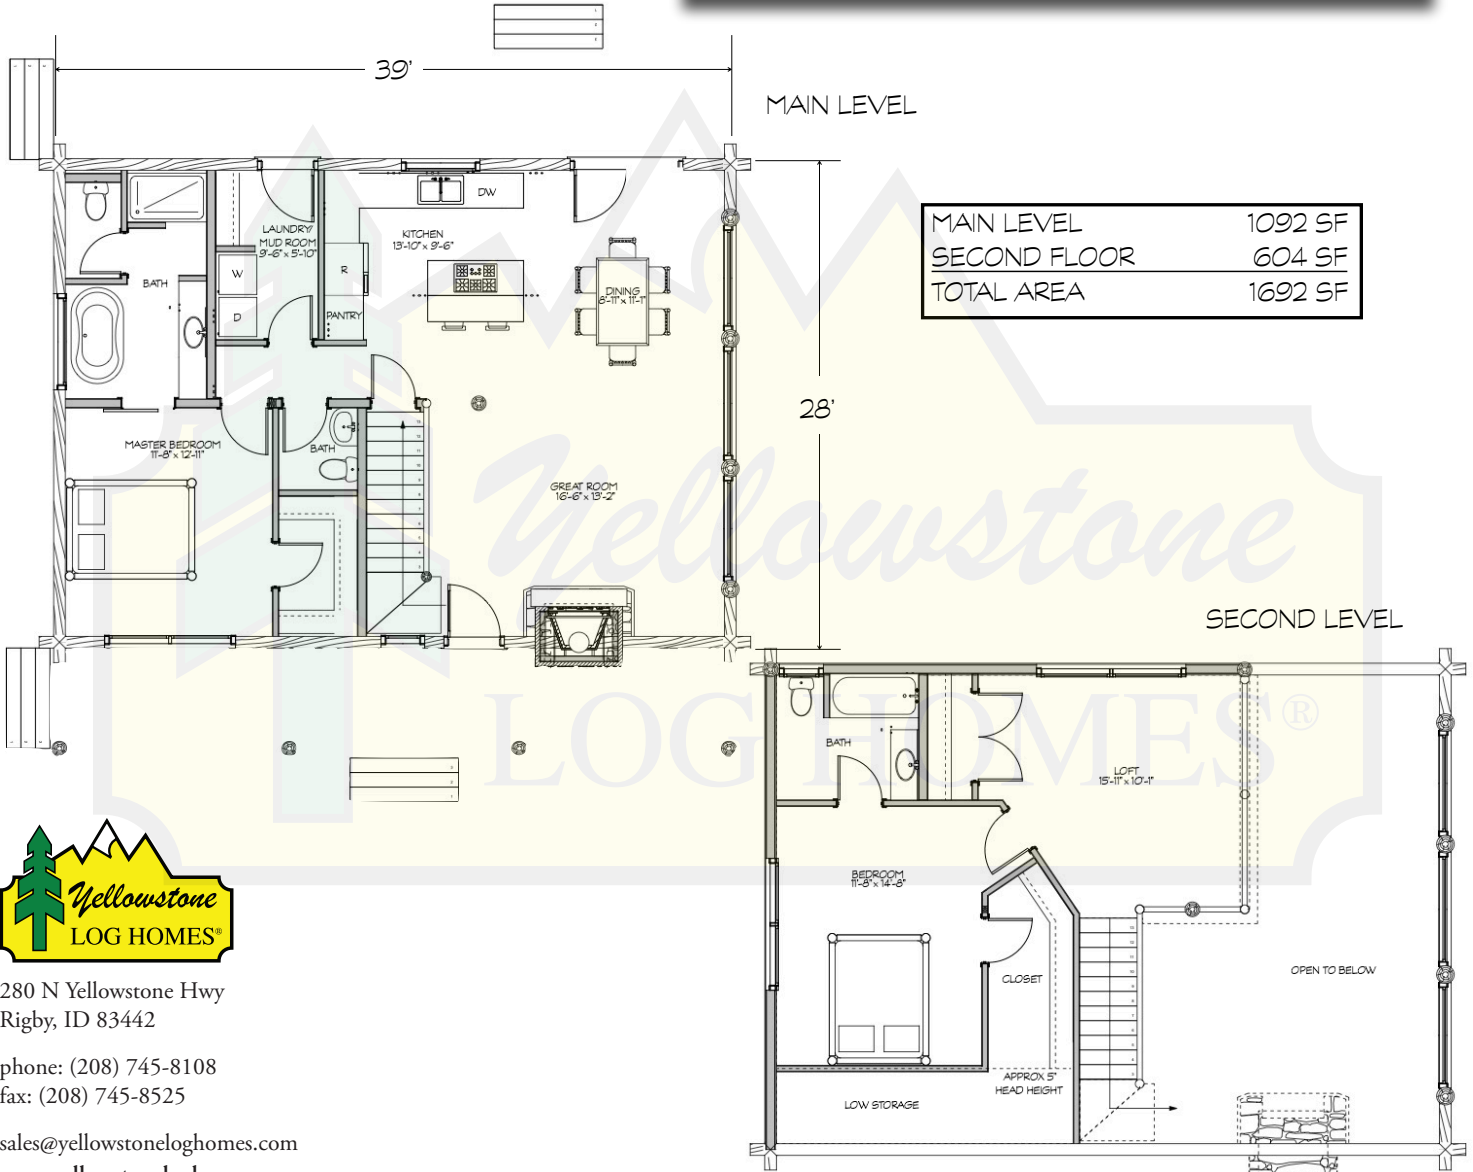 39'
MAIN LEVEL
MAIN LEVEL 1092 SF
SECOND FLOOR 604 SF
TOTAL AREA 1692 SF
28'
DW
LAUNDRY/
MUD ROOM
9'-6" x 5'-10"
KITCHEN
13'-10" x 9'-6"
W
D
R
PANTRY
BATH
DINING
8'-11" x 11'-1"
MASTER BEDROOM
11'-8" x 12'-11"
BATH
GREAT ROOM
16'-6" x 13'-2"
Yellowstone
LOG HOMES®
SECOND LEVEL
BATH
LOFT
15'-11" x 10'-1"
BEDROOM
11'-8" x 14'-8"
CLOSET
OPEN TO BELOW
APPROX 5'
HEAD HEIGHT
LOW STORAGE
Yellowstone
LOG HOMES®
280 N Yellowstone Hwy
Rigby, ID 83442
phone: (208) 745-8108
fax: (208) 745-8525
sales@yellowstoneloghomes.com